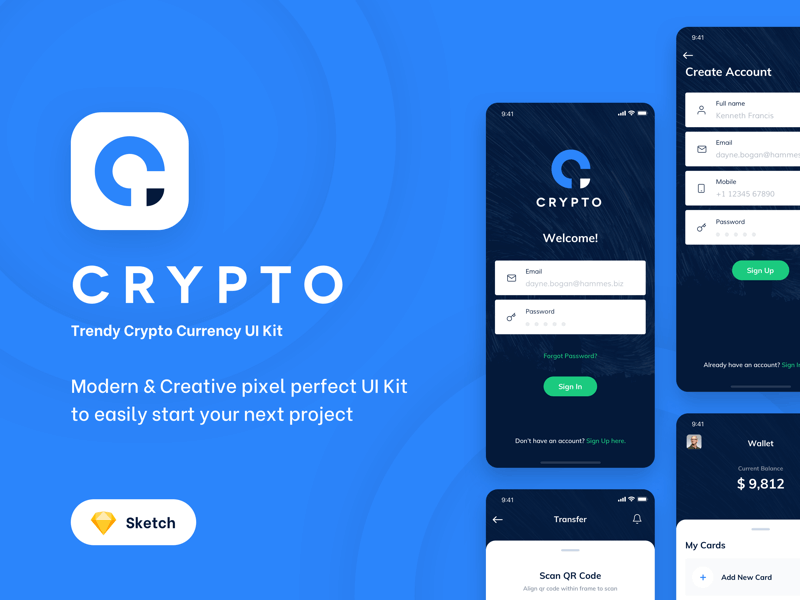 CRYPTO
Trendy Crypto Currency UI Kit
Modern & Creative pixel perfect UI Kit
to easily start your next project
Sketch
9:41
CRYPTO
Welcome!
Email
dayne.bogan@hammes.biz
Password
Forgot Password?
Sign In
Don't have an account? Sign Up here.
9:41
Transfer
Scan QR Code
Align qr code within frame to scan
9:41
Create Account
Full name
Kenneth Francis
Email
dayne.bogan@hammes
Mobile
+1 12345 67890
Password
Sign Up
Already have an account? Sign In
9:41
Wallet
Current Balance
$ 9,812
My Cards
+ Add New Card